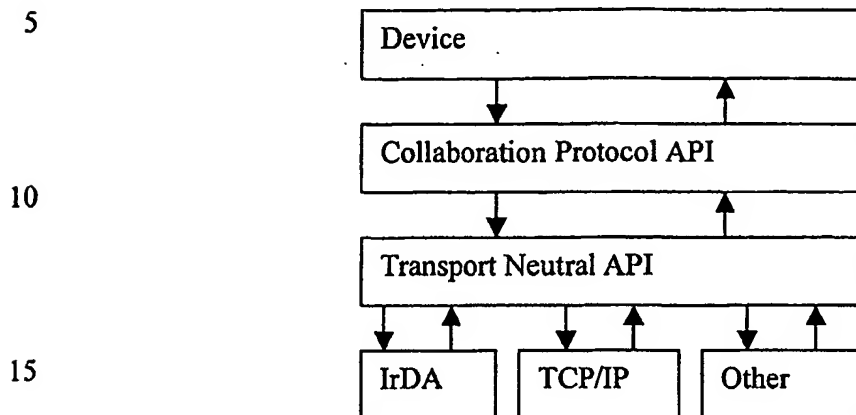 5
Device
Collaboration Protocol API
10
Transport Neutral API
15
IrDA TCP/IP Other